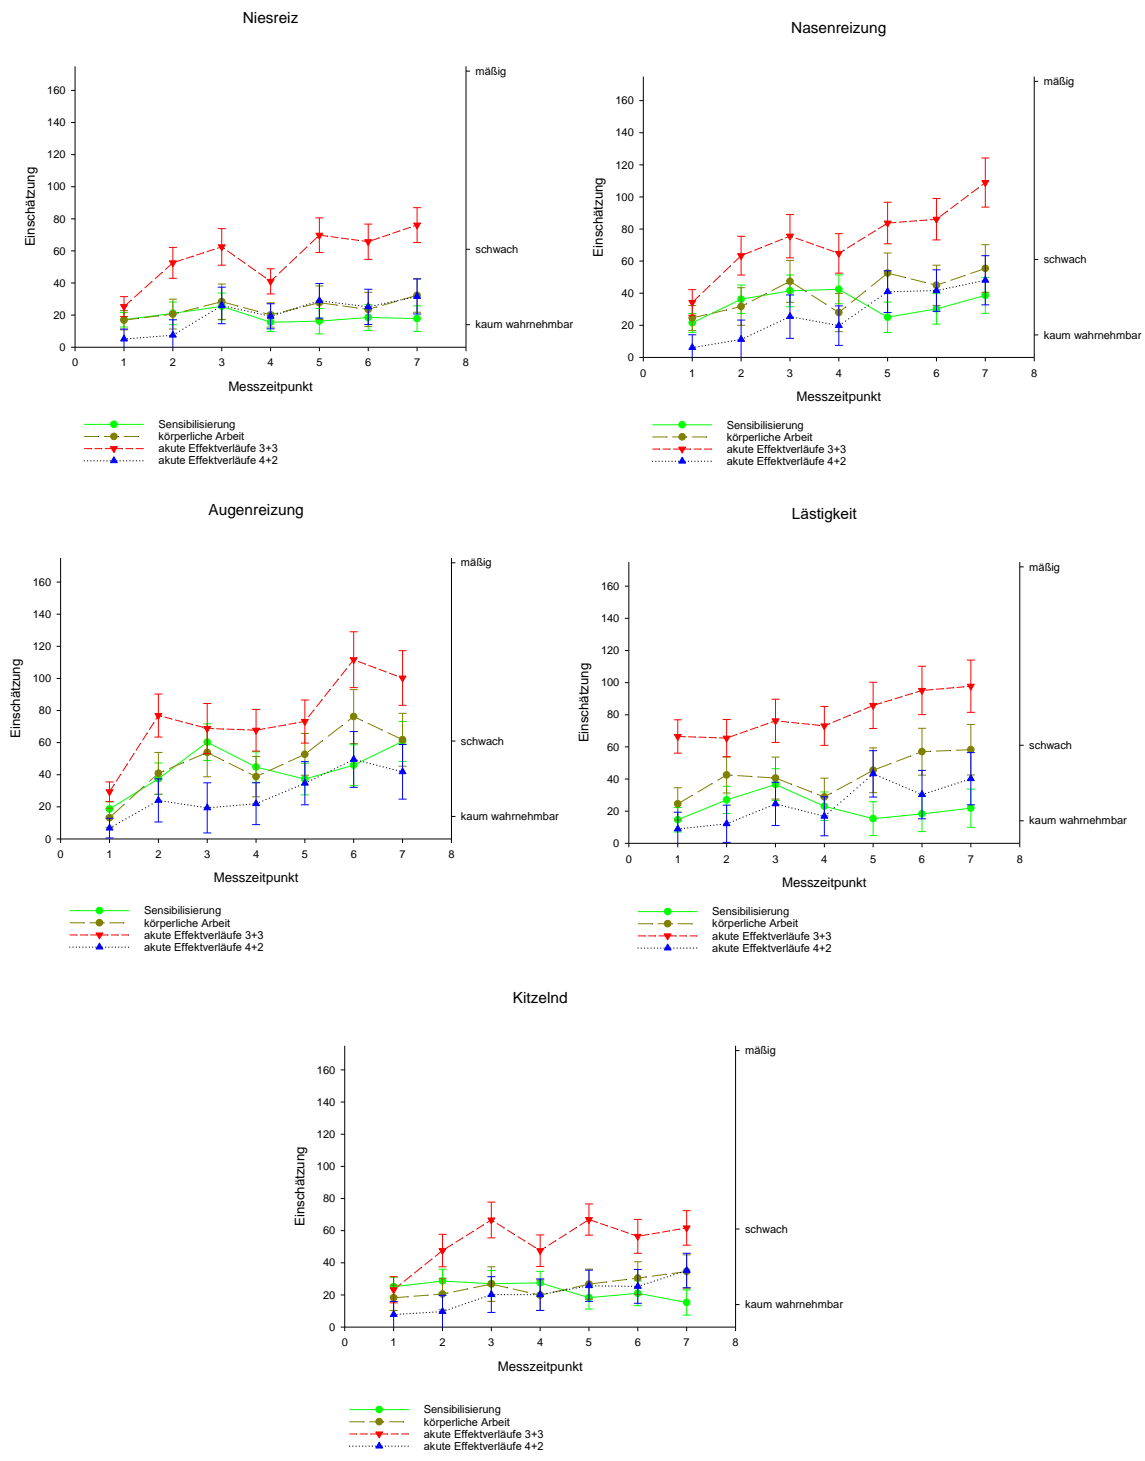 Niesreiz
Einschätzung
160
140
120
100
80
60
40
20
0
mäßig
schwach
kaum wahrnehmbar
0 1 2 3 4 5 6 7 8
Messzeitpunkt
Sensibilisierung
körperliche Arbeit
akute Effektverläufe 3+3
akute Effektverläufe 4+2
Nasenreizung
Einschätzung
160
140
120
100
80
60
40
20
0
mäßig
schwach
kaum wahrnehmbar
0 1 2 3 4 5 6 7 8
Messzeitpunkt
Sensibilisierung
körperliche Arbeit
akute Effektverläufe 3+3
akute Effektverläufe 4+2
Augenreizung
Einschätzung
160
140
120
100
80
60
40
20
0
mäßig
schwach
kaum wahrnehmbar
0 1 2 3 4 5 6 7 8
Messzeitpunkt
Sensibilisierung
körperliche Arbeit
akute Effektverläufe 3+3
akute Effektverläufe 4+2
Lästigkeit
Einschätzung
160
140
120
100
80
60
40
20
0
mäßig
schwach
kaum wahrnehmbar
0 1 2 3 4 5 6 7 8
Messzeitpunkt
Sensibilisierung
körperliche Arbeit
akute Effektverläufe 3+3
akute Effektverläufe 4+2
Kitzelnd
Einschätzung
160
140
120
100
80
60
40
20
0
mäßig
schwach
kaum wahrnehmbar
0 1 2 3 4 5 6 7 8
Messzeitpunkt
Sensibilisierung
körperliche Arbeit
akute Effektverläufe 3+3
akute Effektverläufe 4+2